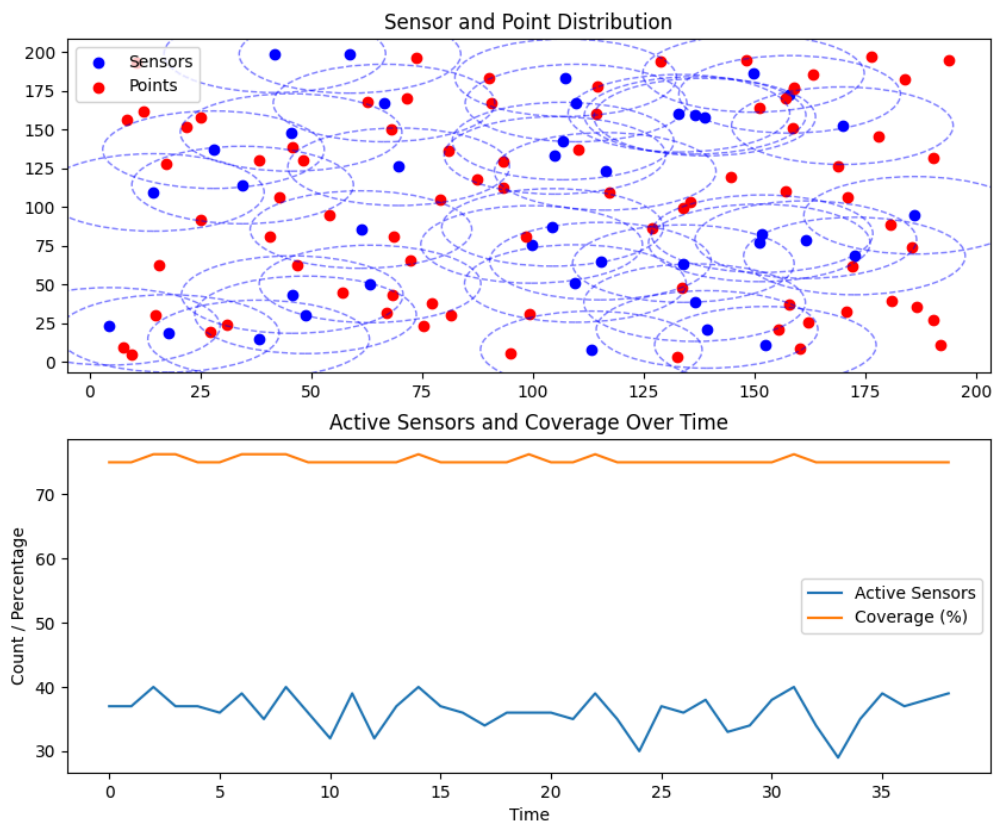 Sensor and Point Distribution
200
175
150
125
100
75
50
25
0
Sensors
Points
0 25 50 75 100 125 150 175 200
Active Sensors and Coverage Over Time
Count / Percentage
70
60
50
40
30
Active Sensors
Coverage (%)
0 5 10 15 20 25 30 35
Time